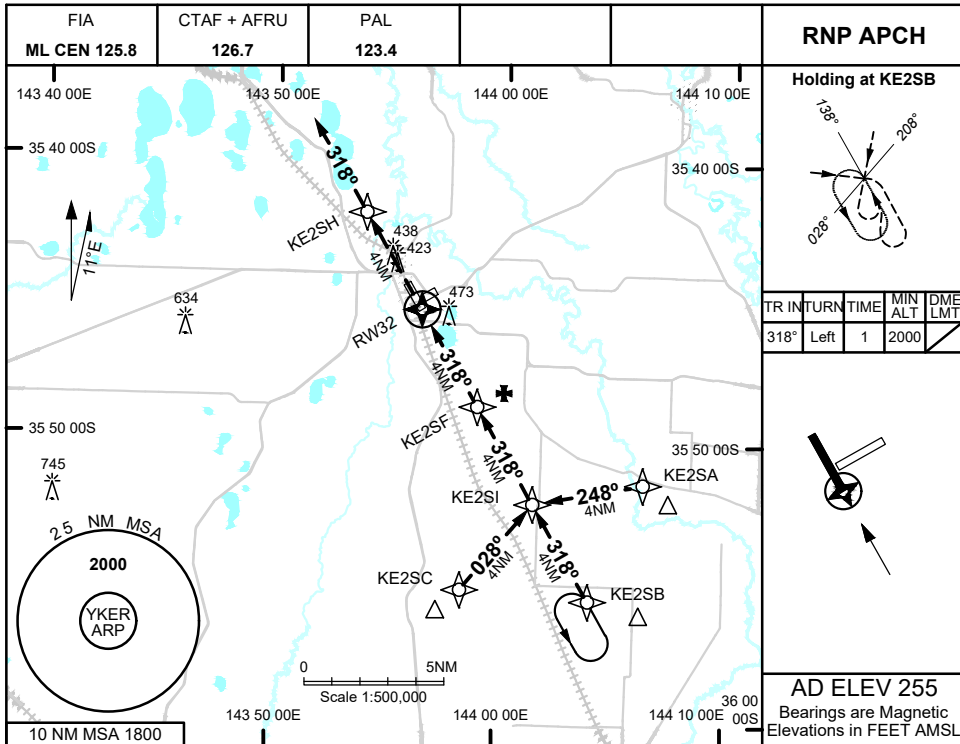 FIA
ML CEN 125.8
CTAF + AFRU
126.7
PAL
123.4
RNP APCH
143 40 00E
143 50 00E
144 00 00E
144 10 00E
Holding at KE2SB
138°
208°
028°
35 40 00S
35 40 00S
318°
KE2SH
438
423
4NM
11°E
634
473
RW32
TR IN
TURN
TIME
MIN ALT
DME LMT
318°
Left
1
2000
318°
4NM
KE2SF
35 50 00S
35 50 00S
318°
4NM
745
KE2SI
KE2SA
248°
4NM
25 NM MSA
2000
YKER
ARP
KE2SC
028°
4NM
318°
4NM
KE2SB
0
5NM
Scale 1:500,000
36 00
00S
143 50 00E
144 00 00E
144 10 00E
10 NM MSA 1800
AD ELEV 255
Bearings are Magnetic
Elevations in FEET AMSL